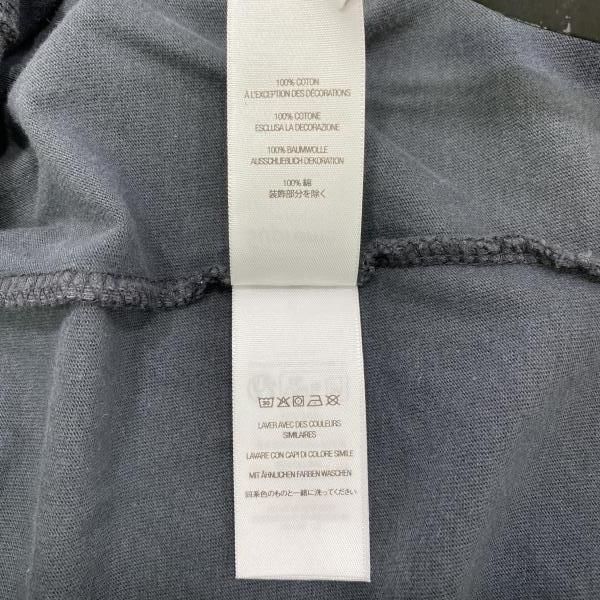 100% COTON
À L'EXCEPTION DES DÉCORATIONS
100% COTONE
ESCLUSA LA DECORAZIONE
100% BAUMWOLLE
AUSSCHLIEßLICH DEKORATION
100% 綿
装飾部分を除く
30
LAVER AVEC DES COULEURS
SIMILAIRES
LAVARE CON CAPI DI COLORE SIMILE
MIT ÄHNLICHEN FARBEN WASCHEN
同系色のものと一緒に洗ってください